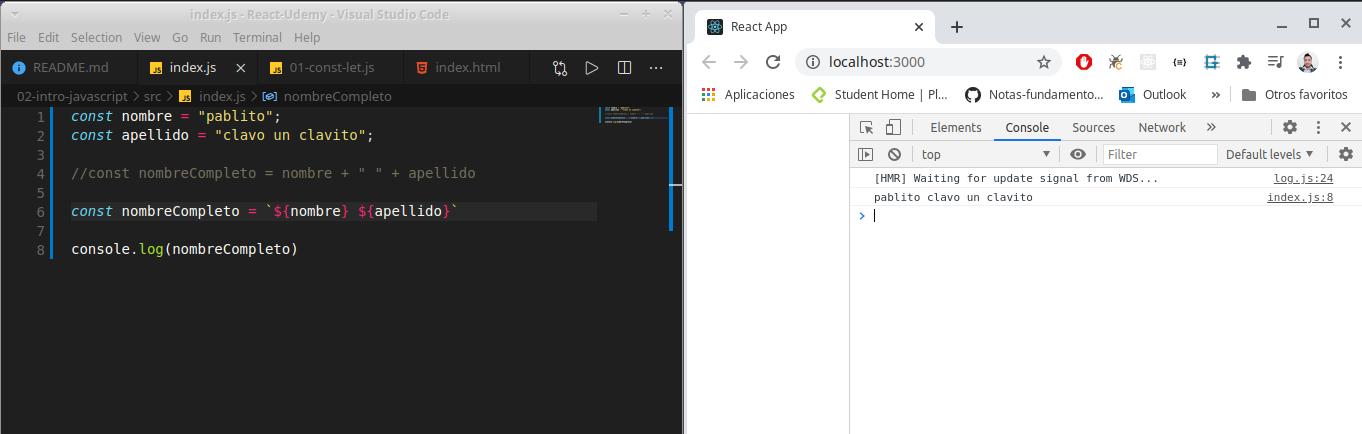 index.js - React-Udemy - Visual Studio Code
File Edit Selection View Go Run Terminal Help
README.md index.js 01-const-let.js index.html
02-intro-javascript > src > index.js > nombreCompleto
1 const nombre = "pablito";
2 const apellido = "clavo un clavito";
3
4 //const nombreCompleto = nombre + " " + apellido
5
6 const nombreCompleto = `${nombre} ${apellido}`
7
8 console.log(nombreCompleto)
React App
localhost:3000
Aplicaciones Student Home | Pl... Notas-fundamento... Outlook » Otros favoritos
Elements Console Sources Network »
top Filter Default levels
[HMR] Waiting for update signal from WDS... log.js:24
pablito clavo un clavito index.js:8
>